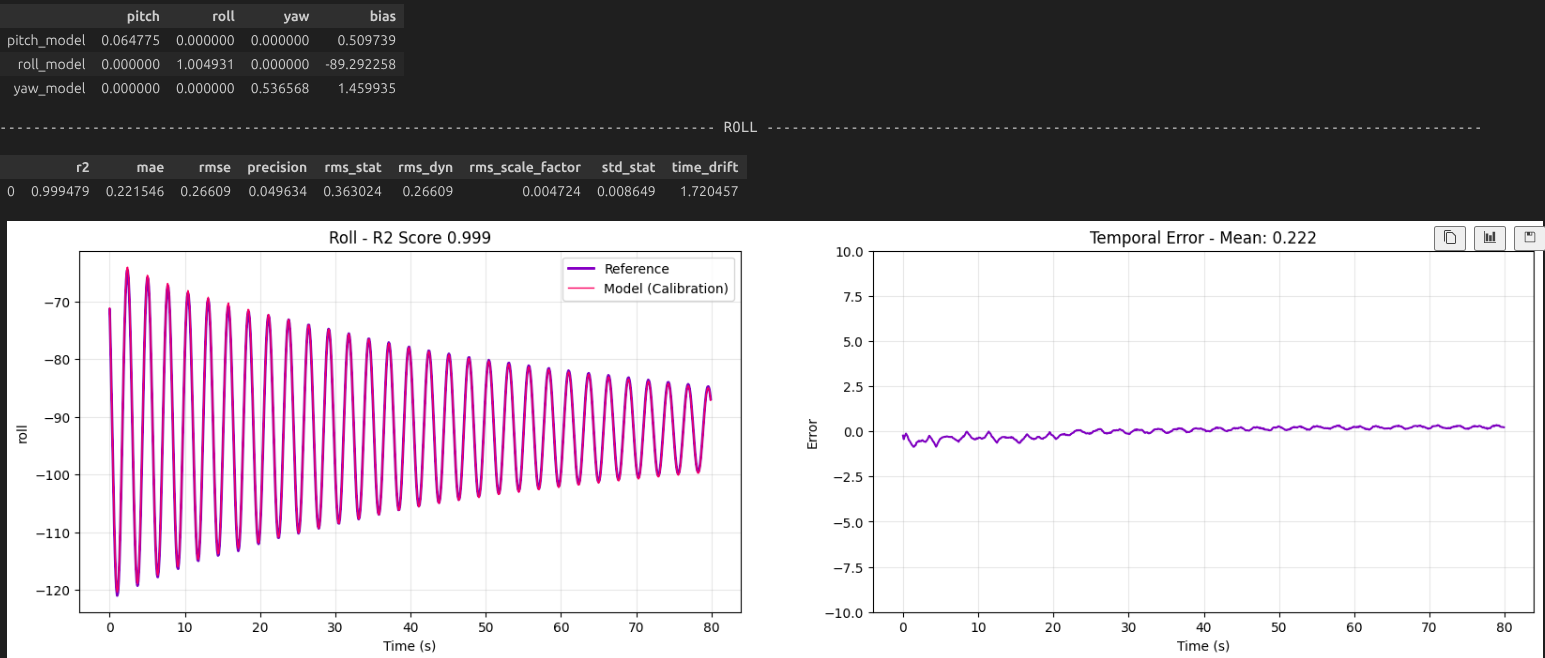 pitch roll yaw bias
pitch_model 0.064775 0.000000 0.000000 0.509739
roll_model 0.000000 1.004931 0.000000 -89.292258
yaw_model 0.000000 0.000000 0.536568 1.459935
ROLL
r2 mae rmse precision rms_stat rms_dyn rms_scale_factor std_stat time_drift
0 0.999479 0.221546 0.26609 0.049634 0.363024 0.26609 0.004724 0.008649 1.720457
Roll - R2 Score 0.999
Reference
Model (Calibration)
roll
−70
−80
−90
−100
−110
−120
0 10 20 30 40 50 60 70 80
Time (s)
Temporal Error - Mean: 0.222
Error
10.0
7.5
5.0
2.5
0.0
−2.5
−5.0
−7.5
−10.0
0 10 20 30 40 50 60 70 80
Time (s)